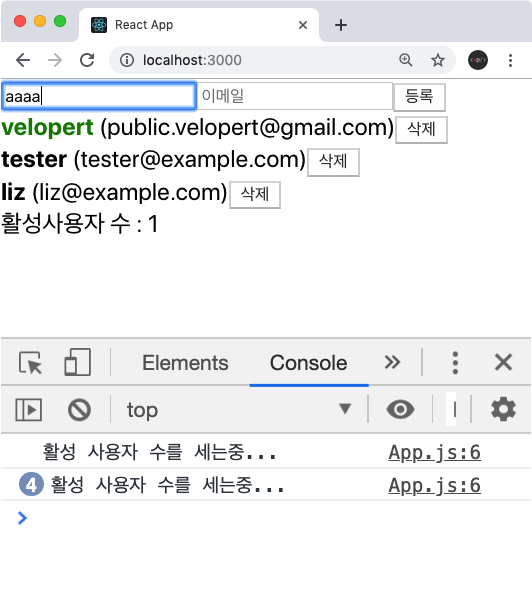 React App
localhost:3000
aaaa 이메일 등록
velopert (public.velopert@gmail.com) 삭제
tester (tester@example.com) 삭제
liz (liz@example.com) 삭제
활성사용자 수 : 1
Elements Console
top
활성 사용자 수를 세는중... App.js:6
4 활성 사용자 수를 세는중... App.js:6